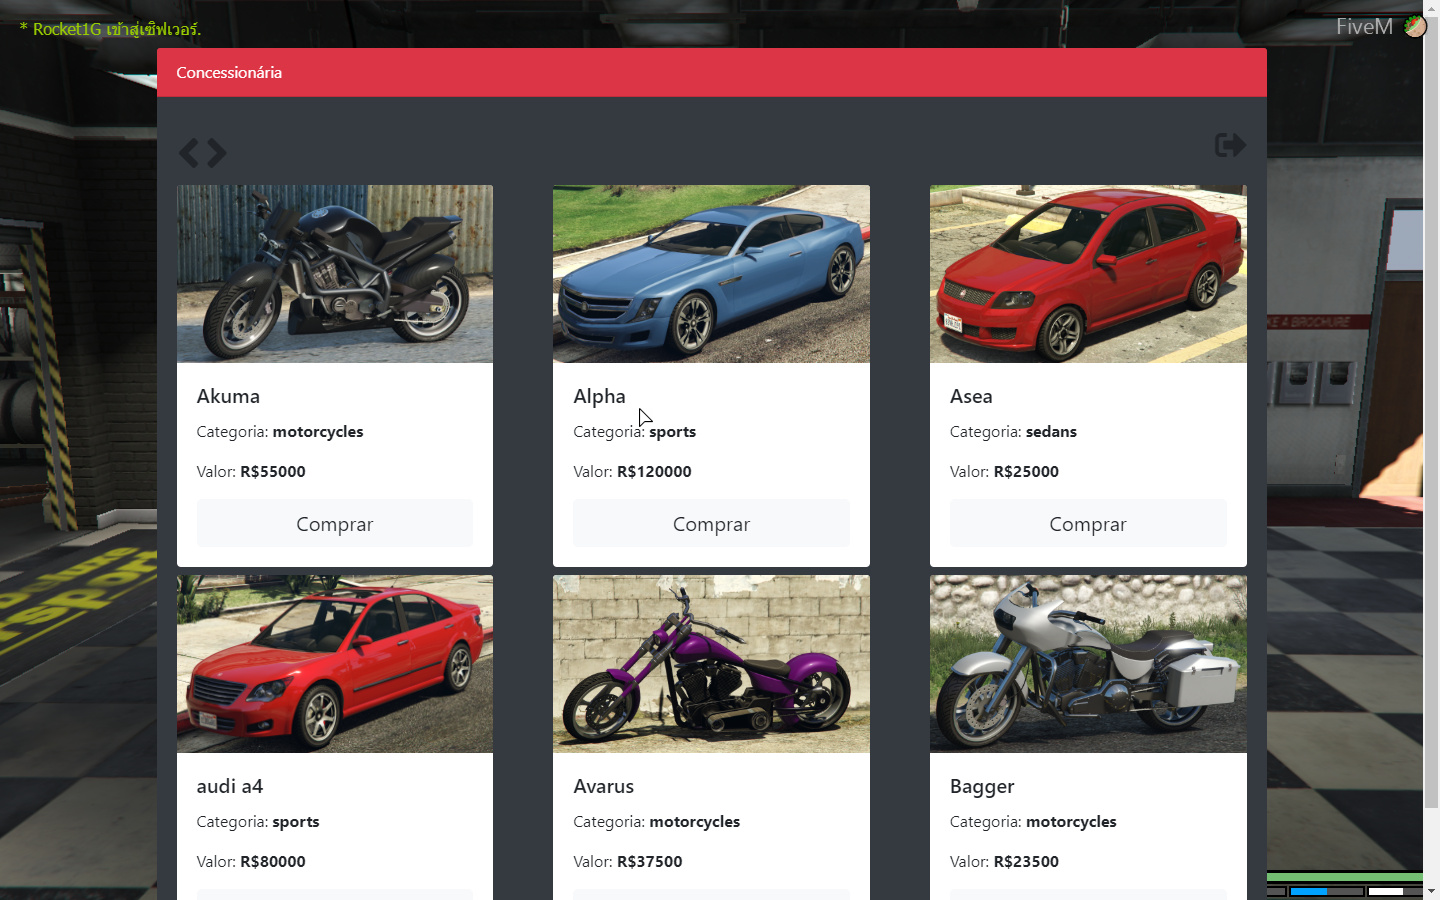 * Rocket1G เข้าสู่เซิฟเวอร์.
FiveM
Concessionária
Akuma
Categoria: motorcycles
Valor: R$55000
Comprar
Alpha
Categoria: sports
Valor: R$120000
Comprar
Asea
Categoria: sedans
Valor: R$25000
Comprar
audi a4
Categoria: sports
Valor: R$80000
Avarus
Categoria: motorcycles
Valor: R$37500
Bagger
Categoria: motorcycles
Valor: R$23500
A BROCHURE